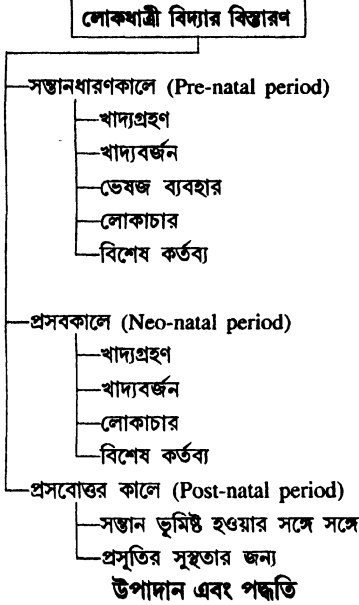 লোকধাত্রী বিদ্যার বিস্তারণ
সন্তানধারণকালে (Pre-natal period)
খাদ্যগ্রহণ
খাদ্যবর্জন
ভেষজ ব্যবহার
লোকাচার
বিশেষ কর্তব্য
প্রসবকালে (Neo-natal period)
খাদ্যগ্রহণ
খাদ্যবর্জন
লোকাচার
বিশেষ কর্তব্য
প্রসবোত্তর কালে (Post-natal period)
সন্তান ভূমিষ্ট হওয়ার সঙ্গে সঙ্গে
প্রসূতির সুস্থতার জন্য
উপাদান এবং পদ্ধতি